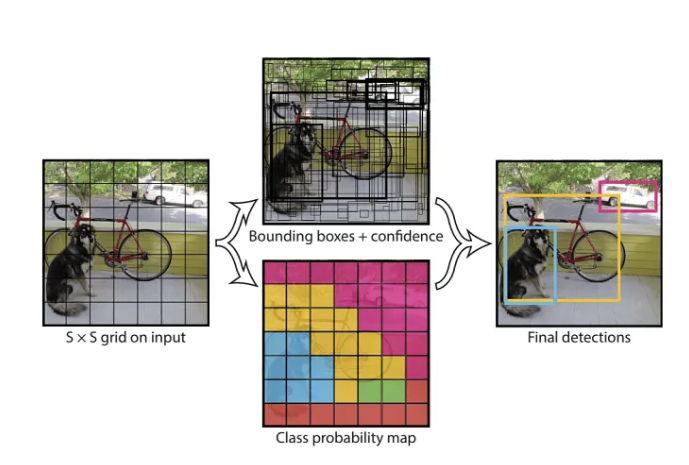 S × S grid on input
Bounding boxes + confidence
Class probability map
Final detections